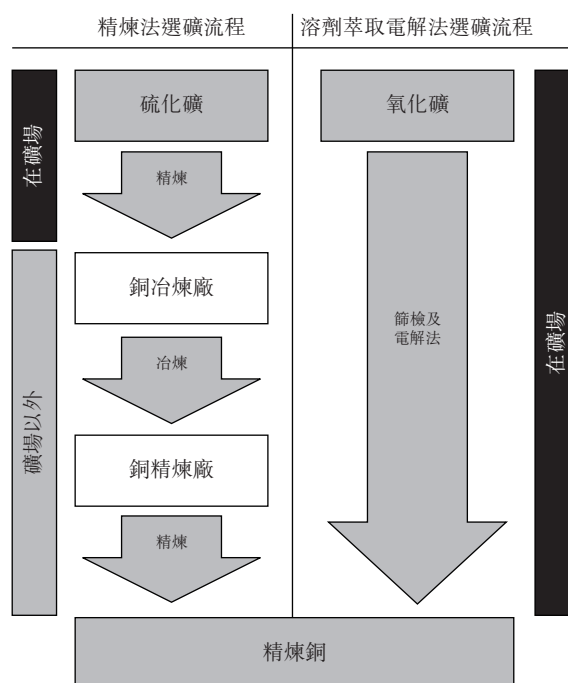 精煉法選礦流程
溶劑萃取電解法選礦流程
在礦場
硫化礦
精煉
礦場以外
銅冶煉廠
冶煉
銅精煉廠
精煉
氧化礦
篩檢及
電解法
在礦場
精煉銅